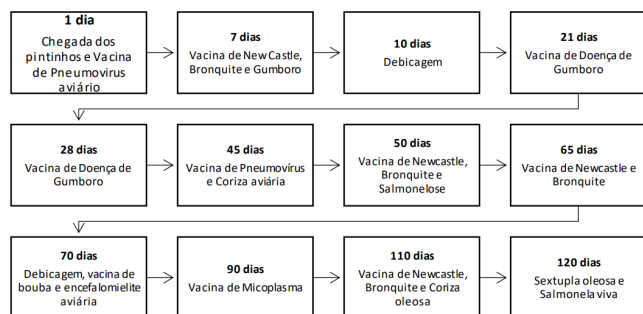 1 dia
Chegada dos
pintinhos e Vacina
de Pneumovirus
aviário
7 dias
Vacina de New Castle,
Bronquite e Gumboro
10 dias
Debicagem
21 dias
Vacina de Doença de
Gumboro
28 dias
Vacina de Doença de
Gumboro
45 dias
Vacina de Pneumovírus
e Coriza aviária
50 dias
Vacina de Newcastle,
Bronquite e
Salmonelose
65 dias
Vacina de Newcastle e
Bronquite
70 dias
Debicagem, vacina de
bouba e encefalomielite
aviária
90 dias
Vacina de Micoplasma
110 dias
Vacina de Newcastle,
Bronquite e Coriza
oleosa
120 dias
Sextupla oleosa e
Salmonela viva